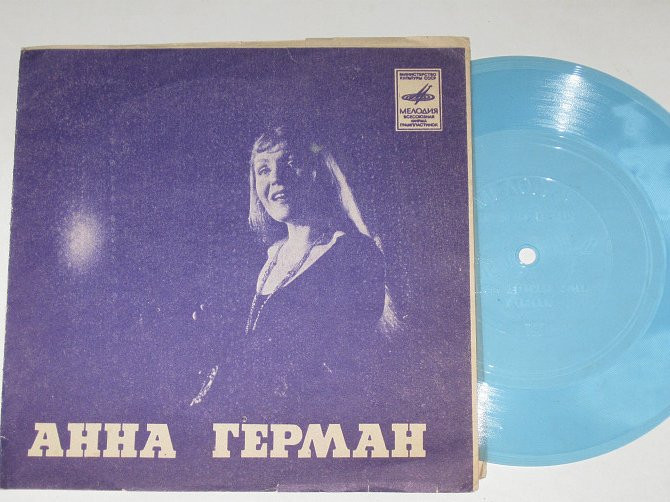 МИНИСТЕРСТВО
КУЛЬТУРЫ СССР
МЕЛОДИЯ
ВСЕСОЮЗНАЯ
ФИРМА
ГРАМПЛАСТИНОК
АННА ГЕРМАН